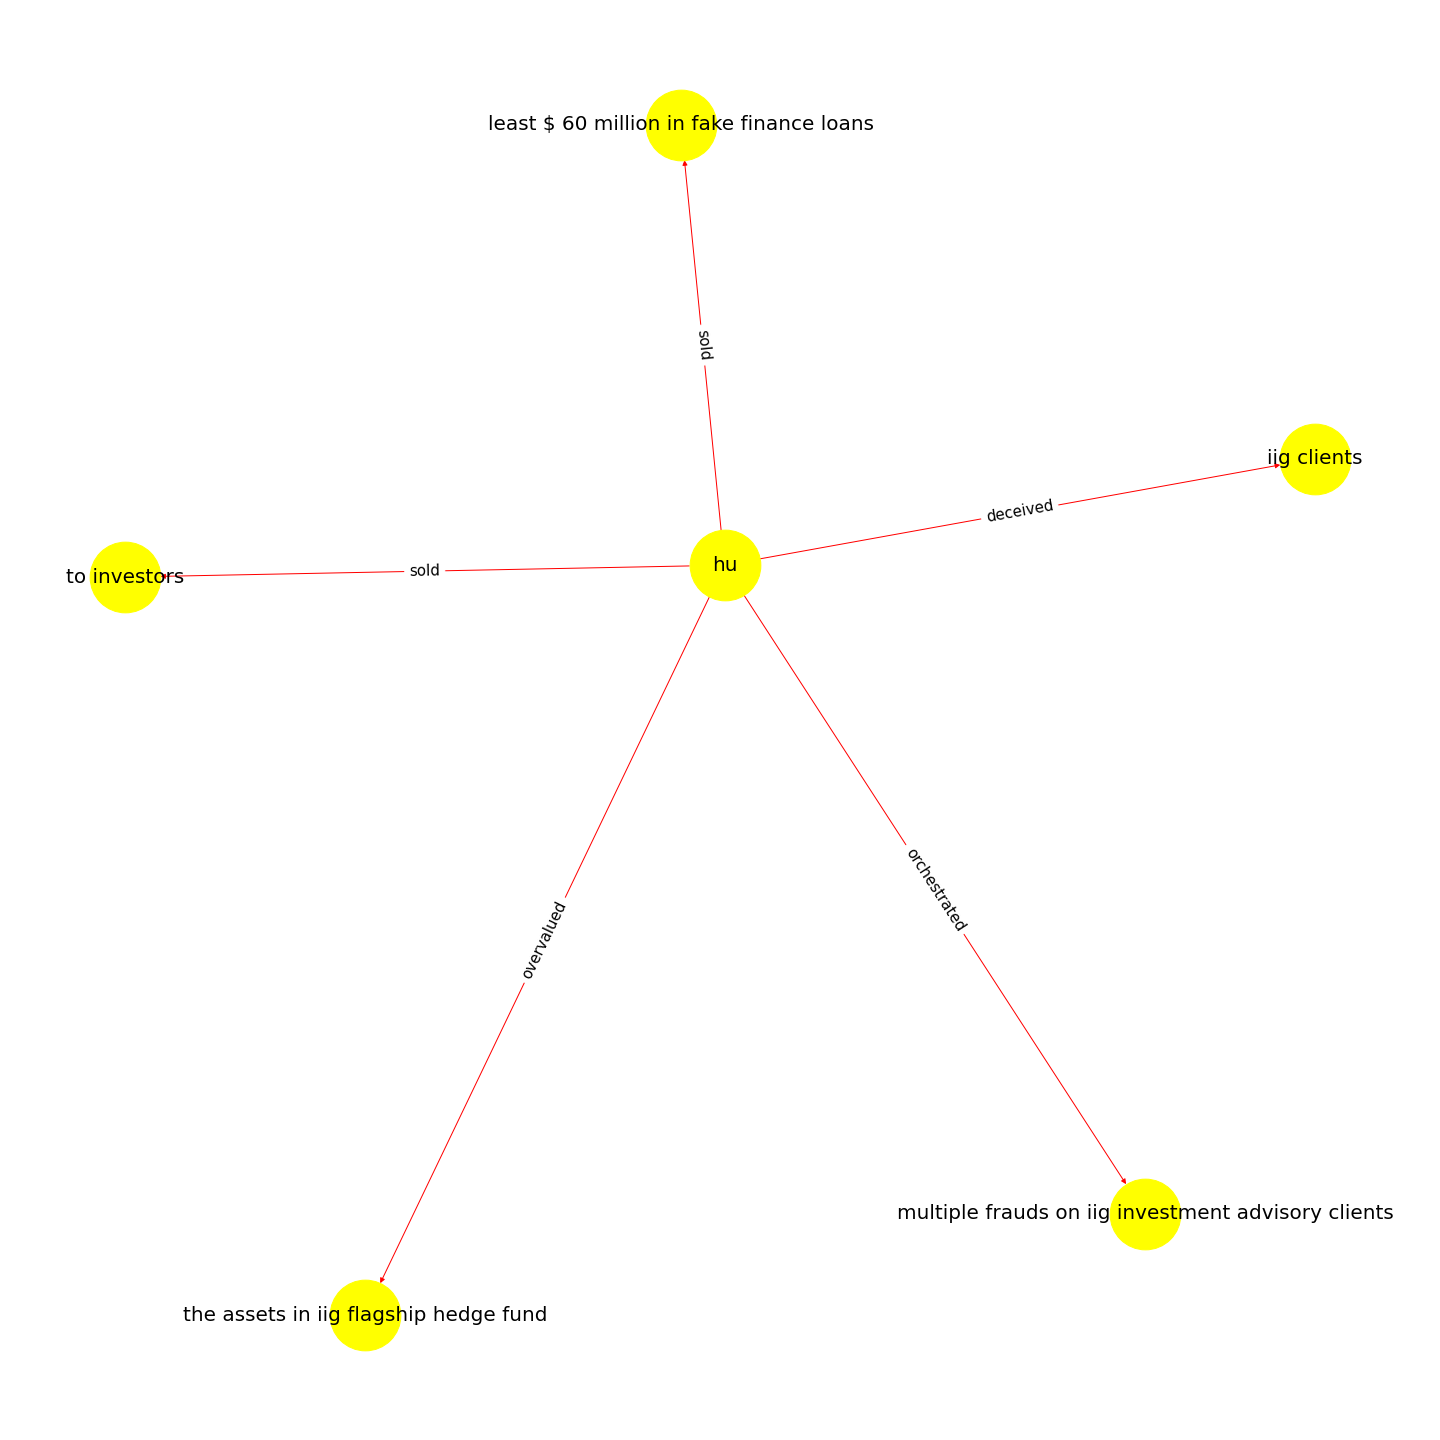 least $ 60 million in fake finance loans
sold
iig clients
deceived
hu
sold
to investors
orchestrated
overvalued
multiple frauds on iig investment advisory clients
the assets in iig flagship hedge fund